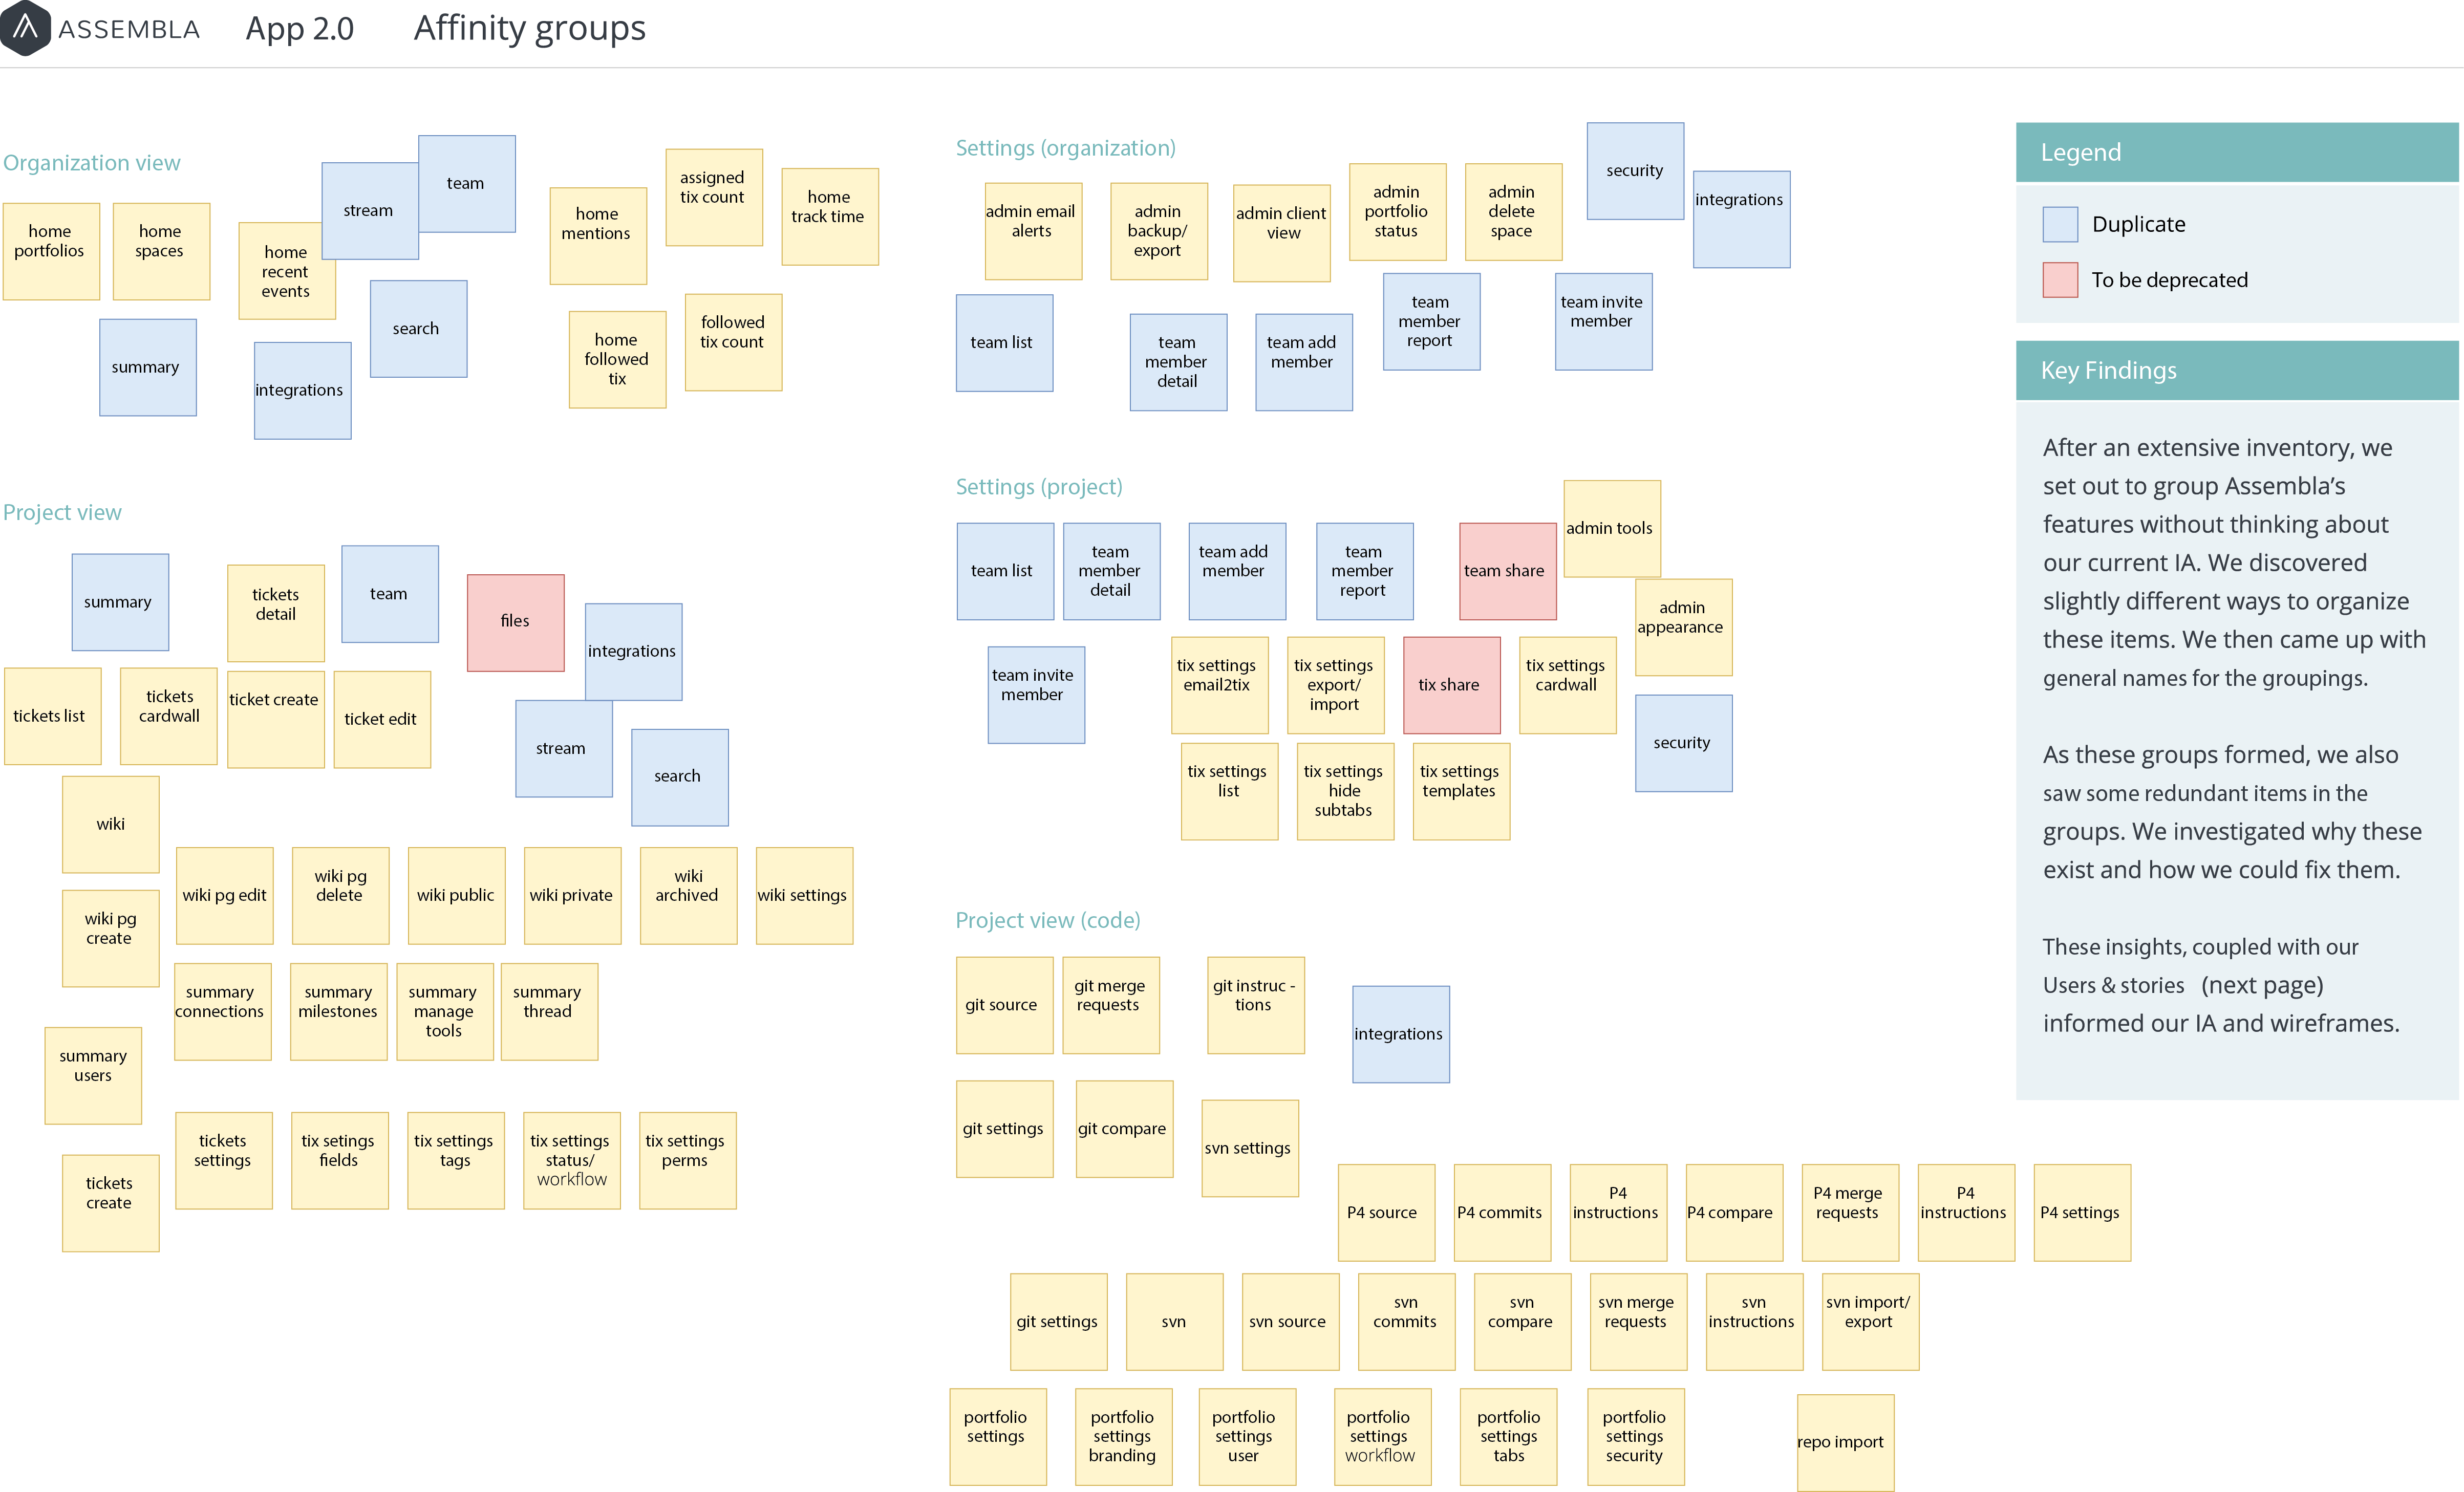 ASSEMBLA App 2.0 Affinity groups
Organization view
home
portfolios
home
spaces
home
recent
events
stream
team
summary
integrations
search
home
mentions
assigned
tix count
home
track time
home
followed
tix
followed
tix count
Project view
summary
tickets
detail
team
files
integrations
tickets list
tickets
cardwall
ticket create
ticket edit
stream
search
wiki
wiki pg
create
wiki pg edit
wiki pg
delete
wiki public
wiki private
wiki
archived
wiki settings
summary
connections
summary
milestones
summary
manage
tools
summary
thread
summary
users
tickets
create
tickets
settings
tix setings
fields
tix settings
tags
tix settings
status/
workflow
tix settings
perms
Settings (organization)
admin email
alerts
admin
backup/
export
admin client
view
admin
portfolio
status
admin
delete
space
security
integrations
team list
team
member
detail
team add
member
team
member
report
team invite
member
Settings (project)
team list
team
member
detail
team add
member
team
member
report
team share
admin tools
admin
appearance
team invite
member
tix settings
email2tix
tix settings
export/
import
tix share
tix settings
cardwall
security
tix settings
list
tix settings
hide
subtabs
tix settings
templates
Project view (code)
git source
git merge
requests
git instruc -
tions
integrations
git settings
git compare
svn settings
P4 source
P4 commits
P4
instructions
P4 compare
P4 merge
requests
P4
instructions
P4 settings
git settings
svn
svn source
svn
commits
svn
compare
svn merge
requests
svn
instructions
svn import/
export
portfolio
settings
portfolio
settings
branding
portfolio
settings
user
portfolio
settings
workflow
portfolio
settings
tabs
portfolio
settings
security
repo import
Legend
Duplicate
To be deprecated
Key Findings
After an extensive inventory, we
set out to group Assembla’s
features without thinking about
our current IA. We discovered
slightly different ways to organize
these items. We then came up with
general names for the groupings.
As these groups formed, we also
saw some redundant items in the
groups. We investigated why these
exist and how we could fix them.
These insights, coupled with our
Users & stories (next page)
informed our IA and wireframes.